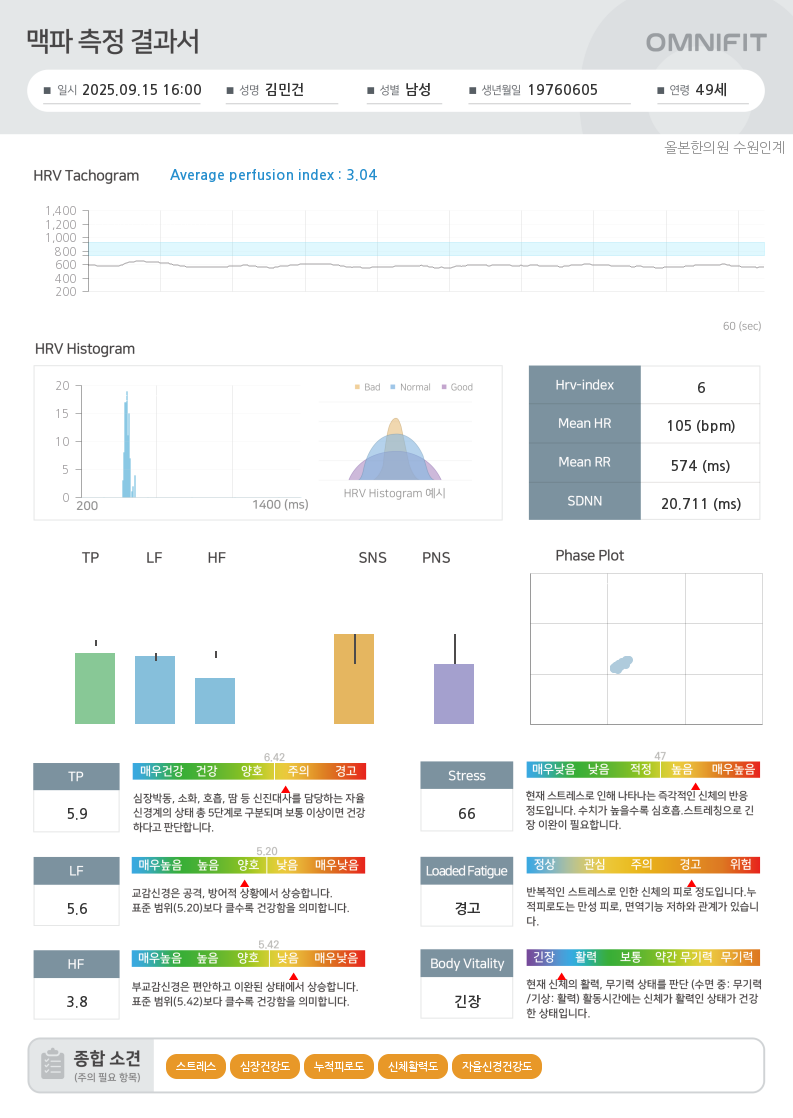 맥파 측정 결과서
OMNIFIT
■ 일시 2025.09.15 16:00 ■ 성명 김민건 ■ 성별 남성 ■ 생년월일 19760605 ■ 연령 49세
올본한의원 수원인계
HRV Tachogram Average perfusion index : 3.04
1,400
1,200
1,000
800
600
400
200
60 (sec)
HRV Histogram
20
15
10
5
0
200 1400 (ms)
Bad Normal Good
HRV Histogram 예시
Hrv-index 6
Mean HR 105 (bpm)
Mean RR 574 (ms)
SDNN 20.711 (ms)
TP LF HF SNS PNS Phase Plot
6.42
TP 매우건강 건강 양호 주의 경고
5.9
심장박동, 소화, 호흡, 땀 등 신진대사를 담당하는 자율
신경계의 상태 총 5단계로 구분되며 보통 이상이면 건강
하다고 판단합니다.
47
Stress 매우낮음 낮음 적정 높음 매우높음
66
현재 스트레스로 인해 나타나는 즉각적인 신체의 반응
정도입니다. 수치가 높을수록 심호흡.스트레칭으로 긴
장 이완이 필요합니다.
5.20
LF 매우높음 높음 양호 낮음 매우낮음
5.6
교감신경은 공격, 방어적 상황에서 상승합니다.
표준 범위(5.20)보다 클수록 건강함을 의미합니다.
Loaded Fatigue 정상 관심 주의 경고 위험
경고
반복적인 스트레스로 인한 신체의 피로 정도입니다.누
적피로도는 만성 피로, 면역기능 저하와 관계가 있습니
다.
5.42
HF 매우높음 높음 양호 낮음 매우낮음
3.8
부교감신경은 편안하고 이완된 상태에서 상승합니다.
표준 범위(5.42)보다 클수록 건강함을 의미합니다.
Body Vitality 긴장 활력 보통 약간 무기력 무기력
긴장
현재 신체의 활력, 무기력 상태를 판단 (수면 중: 무기력
/기상: 활력) 활동시간에는 신체가 활력인 상태가 건강
한 상태입니다.
종합 소견
(주의 필요 항목)
스트레스 심장건강도 누적피로도 신체활력도 자율신경건강도